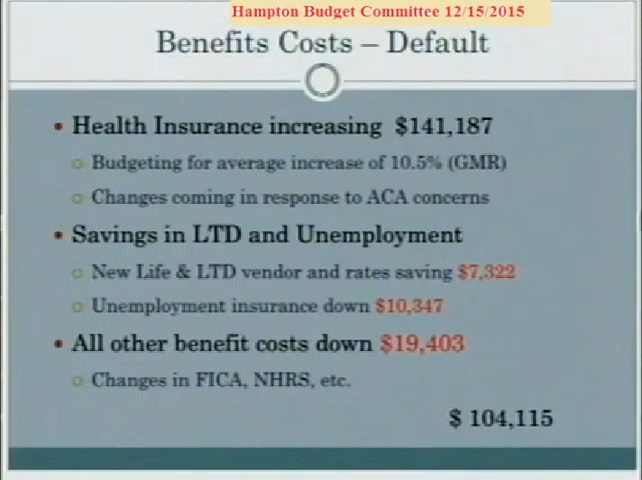 Hampton Budget Committee 12/15/2015
Benefits Costs – Default
• Health Insurance increasing $141,187
○ Budgeting for average increase of 10.5% (GMR)
○ Changes coming in response to ACA concerns
• Savings in LTD and Unemployment
○ New Life & LTD vendor and rates saving $7,322
○ Unemployment insurance down $10,347
• All other benefit costs down $19,403
○ Changes in FICA, NHRS, etc.
$ 104,115